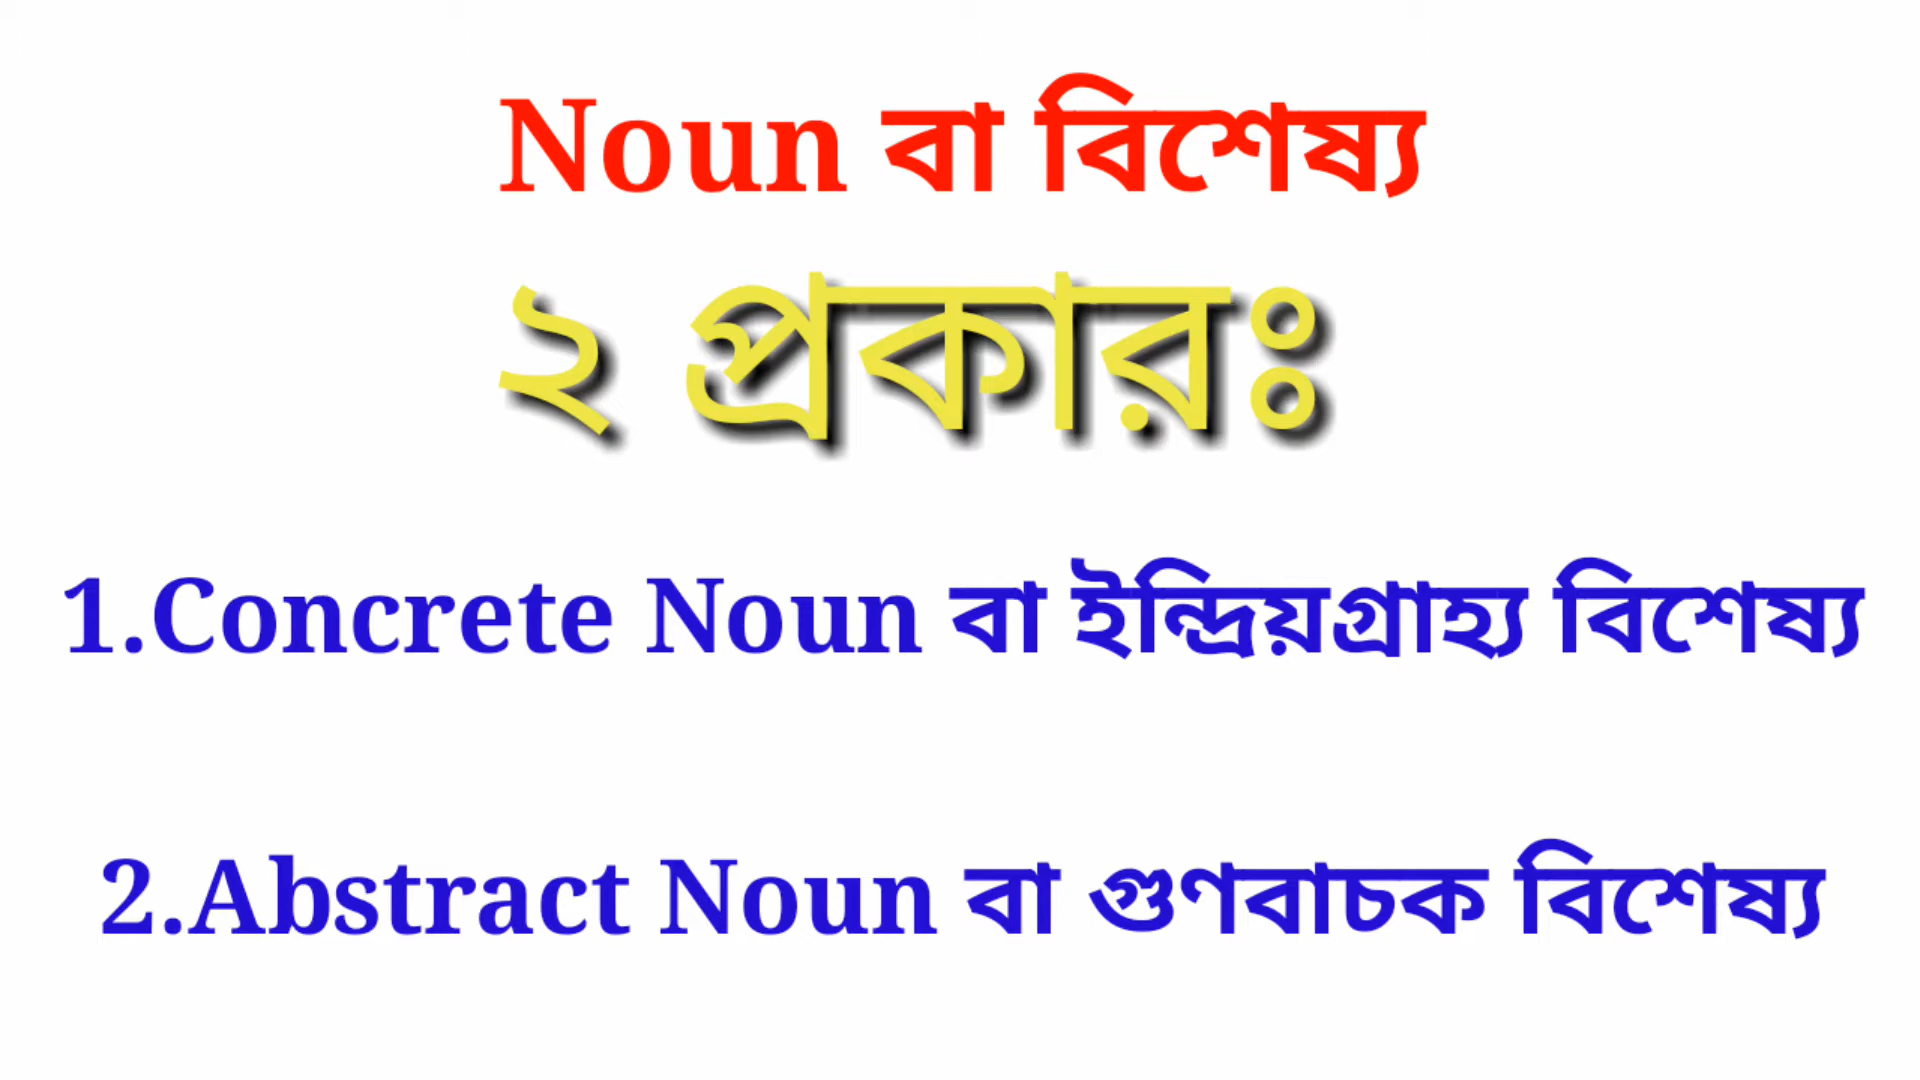 Noun বা বিশেষ্য
২ প্রকারঃ
1.Concrete Noun বা ইন্দ্রিয়গ্রাহ্য বিশেষ্য
2.Abstract Noun বা গুণবাচক বিশেষ্য